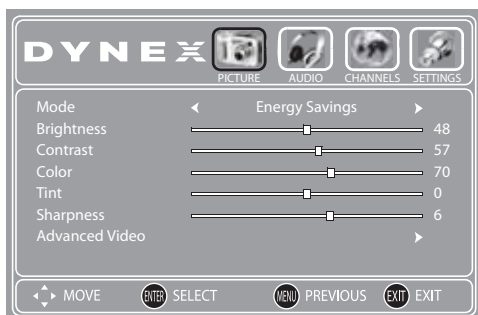 DYNEX
PICTURE AUDIO CHANNELS SETTINGS
Mode Energy Savings
Brightness 48
Contrast 57
Color 70
Tint 0
Sharpness 6
Advanced Video
MOVE ENTER SELECT MENU PREVIOUS EXIT EXIT